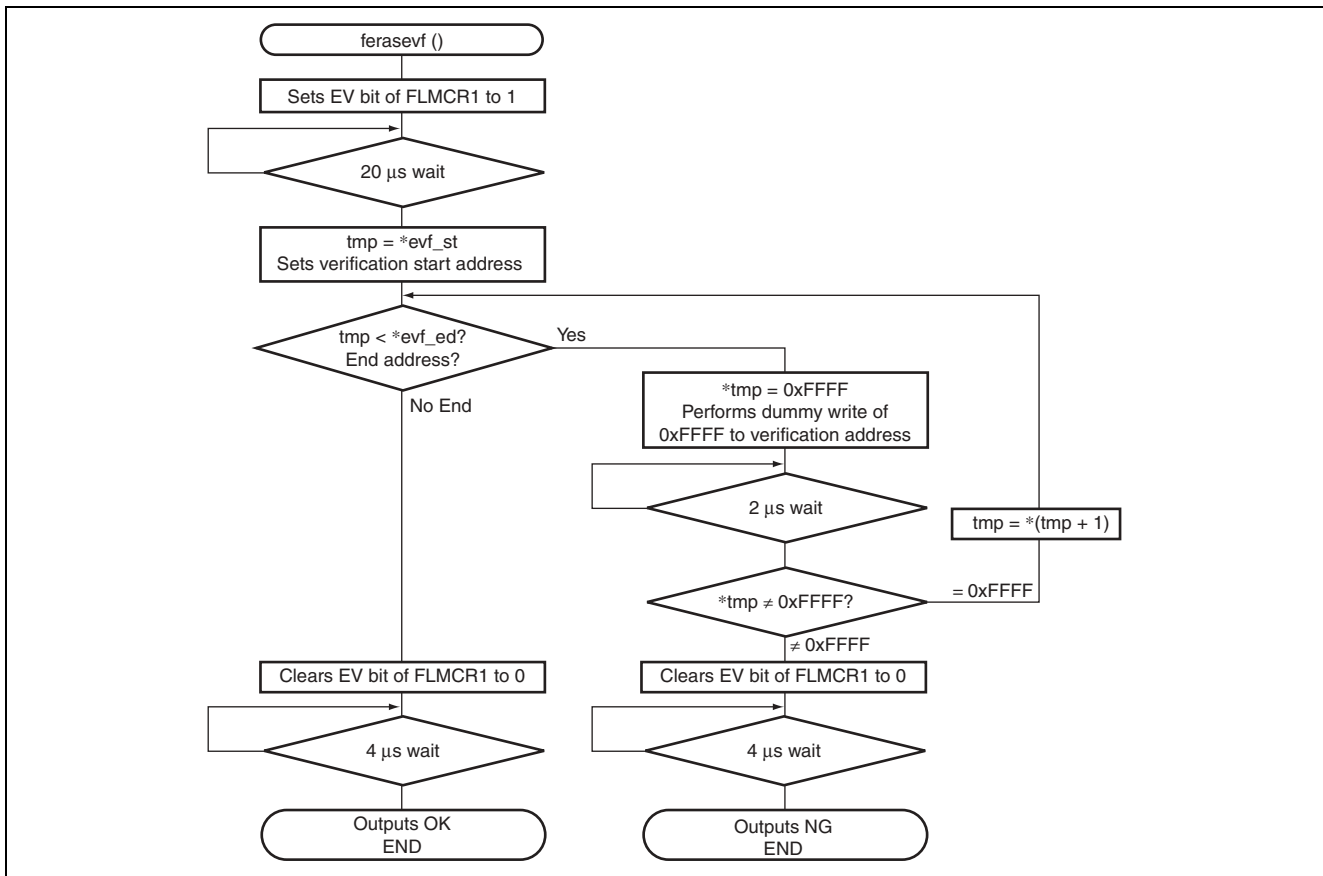 ferasevf ()
Sets EV bit of FLMCR1 to 1
20 μs wait
tmp = *evf_st
Sets verification start address
tmp < *evf_ed?
End address?
Yes
No End
*tmp = 0xFFFF
Performs dummy write of
0xFFFF to verification address
2 μs wait
tmp = *(tmp + 1)
*tmp ≠ 0xFFFF?
= 0xFFFF
≠ 0xFFFF
Clears EV bit of FLMCR1 to 0
Clears EV bit of FLMCR1 to 0
4 μs wait
4 μs wait
Outputs OK
END
Outputs NG
END